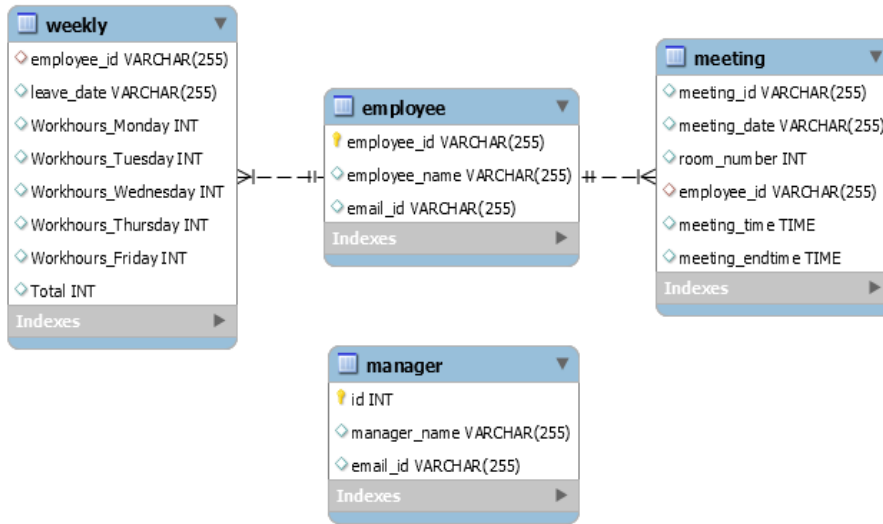 weekly
employee_id VARCHAR(255)
leave_date VARCHAR(255)
Workhours_Monday INT
Workhours_Tuesday INT
Workhours_Wednesday INT
Workhours_Thursday INT
Workhours_Friday INT
Total INT
Indexes
employee
employee_id VARCHAR(255)
employee_name VARCHAR(255)
email_id VARCHAR(255)
Indexes
meeting
meeting_id VARCHAR(255)
meeting_date VARCHAR(255)
room_number INT
employee_id VARCHAR(255)
meeting_time TIME
meeting_endtime TIME
Indexes
manager
id INT
manager_name VARCHAR(255)
email_id VARCHAR(255)
Indexes